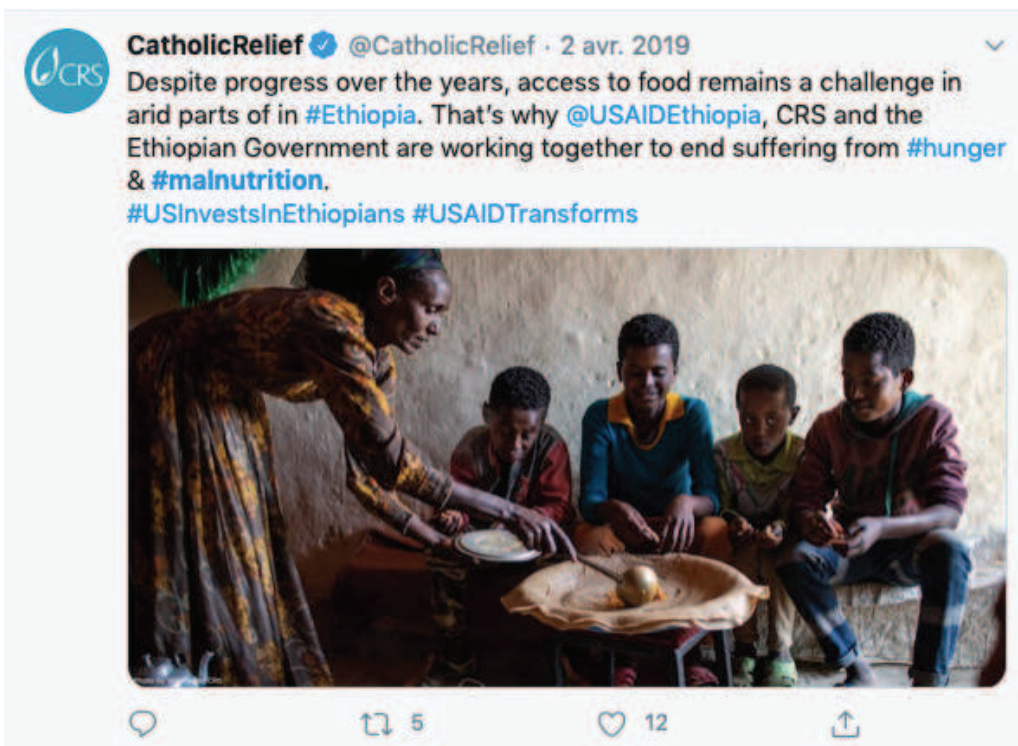 CRS
CatholicRelief @CatholicRelief · 2 avr. 2019
Despite progress over the years, access to food remains a challenge in
arid parts of in #Ethiopia. That's why @USAIDEthiopia, CRS and the
Ethiopian Government are working together to end suffering from #hunger
& #malnutrition.
#USInvestsInEthiopians #USAIDTransforms
Photo by
5
12